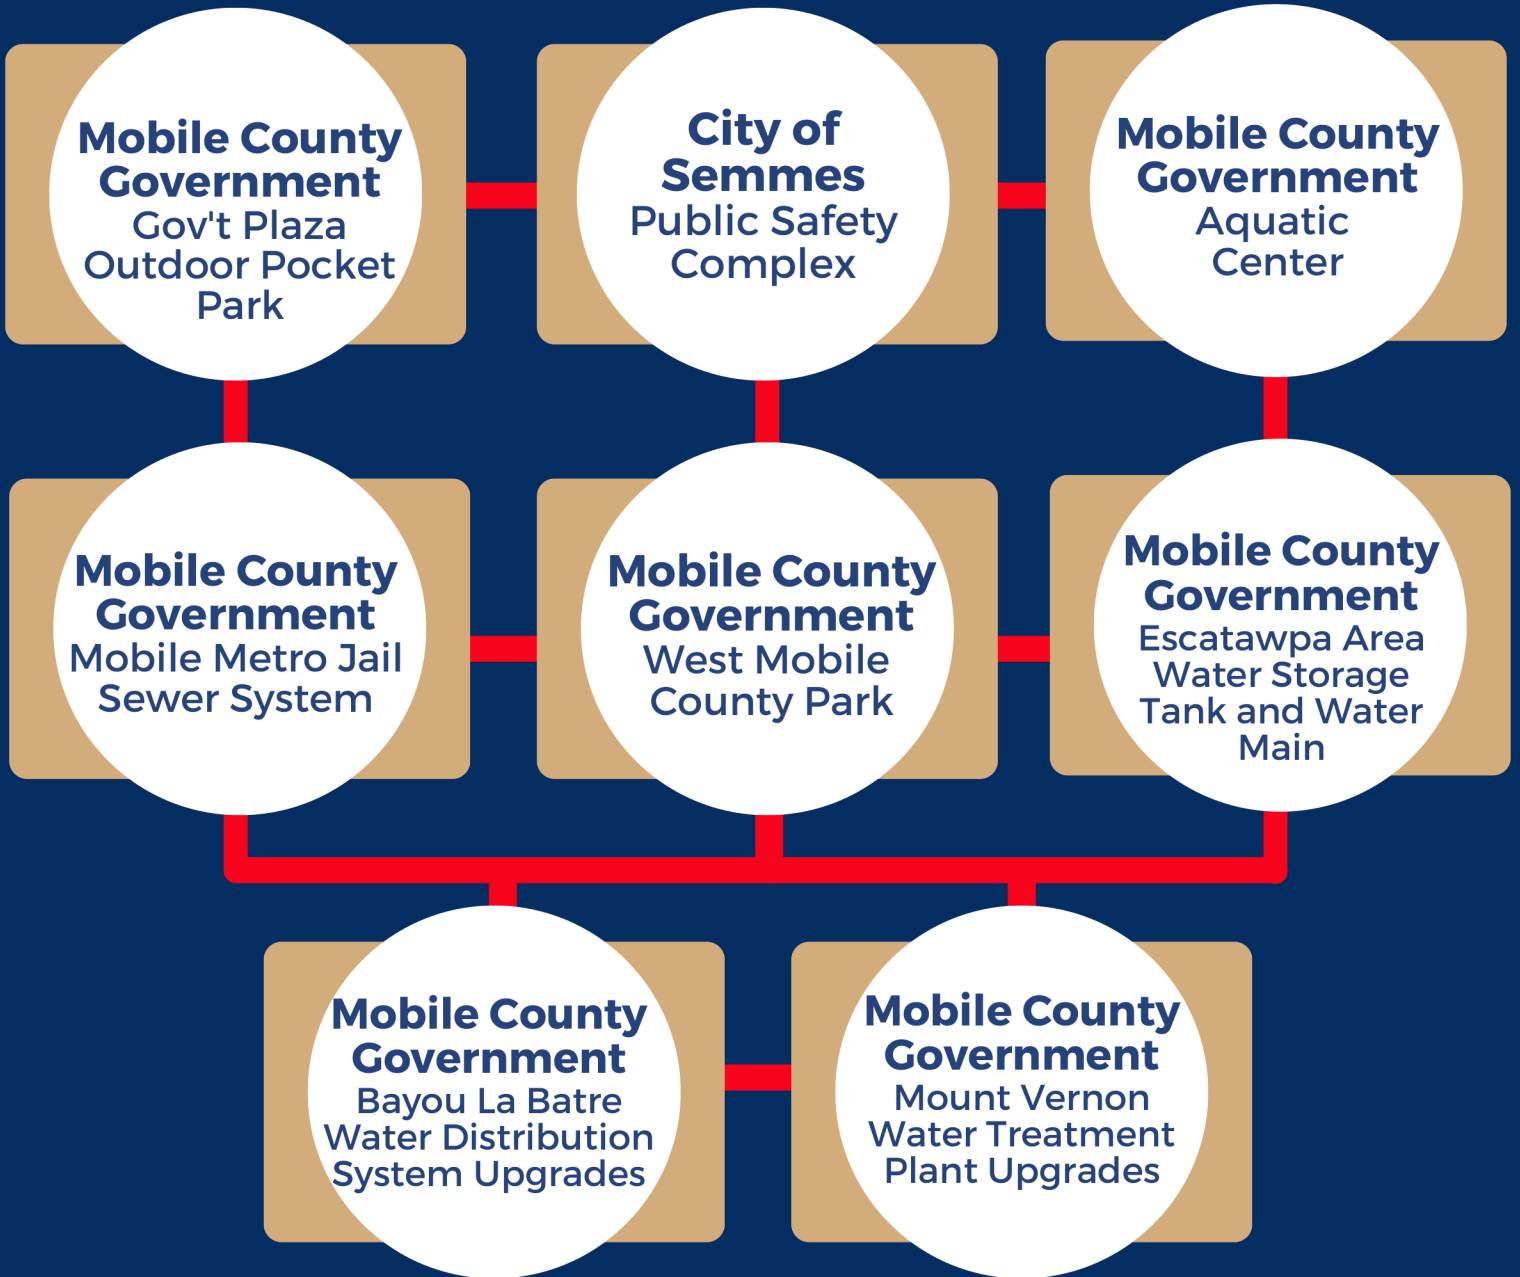 Mobile County
Government
Gov't Plaza
Outdoor Pocket
Park
City of
Semmes
Public Safety
Complex
Mobile County
Government
Aquatic
Center
Mobile County
Government
Mobile Metro Jail
Sewer System
Mobile County
Government
West Mobile
County Park
Mobile County
Government
Escatawpa Area
Water Storage
Tank and Water
Main
Mobile County
Government
Bayou La Batre
Water Distribution
System Upgrades
Mobile County
Government
Mount Vernon
Water Treatment
Plant Upgrades